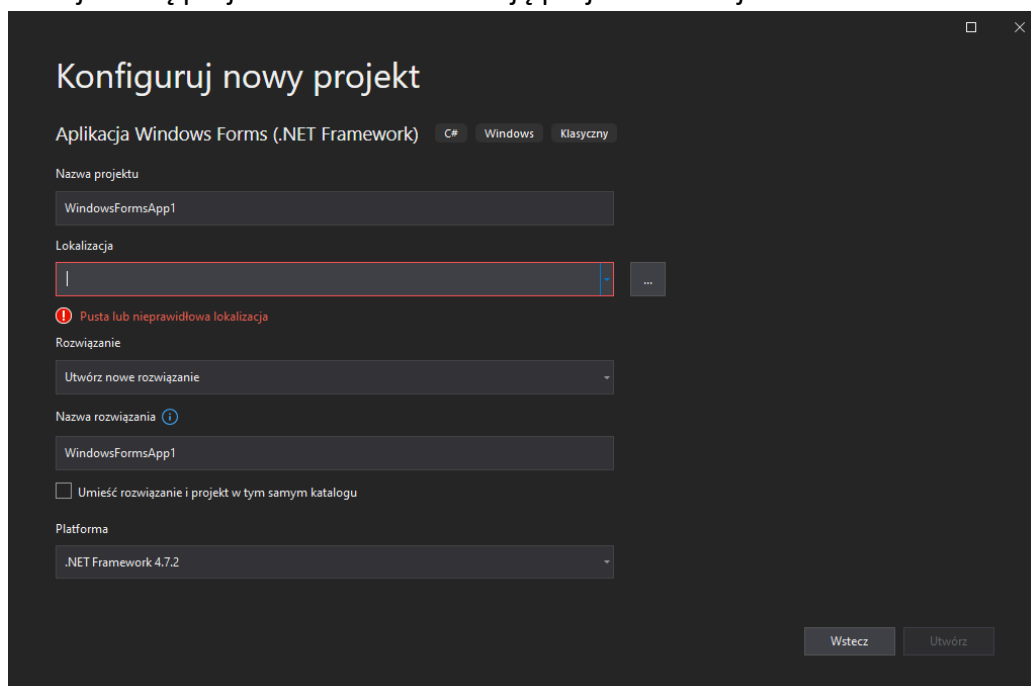 Konfiguruj nowy projekt
Aplikacja Windows Forms (.NET Framework) C# Windows Klasyczny
Nazwa projektu
WindowsFormsApp1
Lokalizacja
...
Pusta lub nieprawidłowa lokalizacja
Rozwiązanie
Utwórz nowe rozwiązanie
Nazwa rozwiązania
WindowsFormsApp1
Umieść rozwiązanie i projekt w tym samym katalogu
Platforma
.NET Framework 4.7.2
Wstecz Utwórz